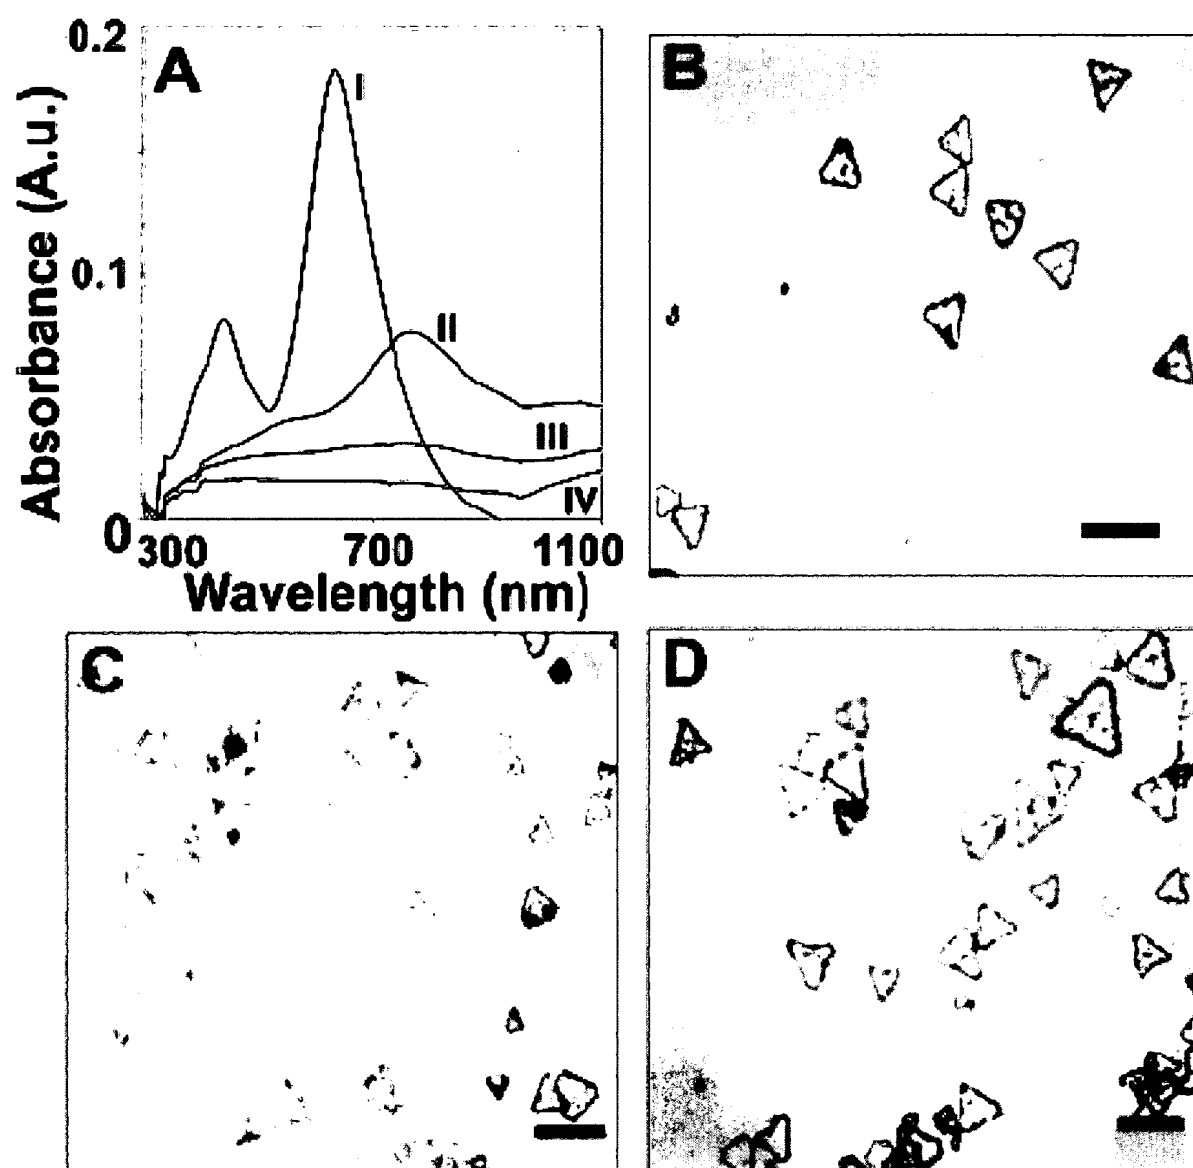 0.2
A
I
B
Absorbance (A.u.)
0.1
II
III
IV
0
300 700 1100
Wavelength (nm)
C
D